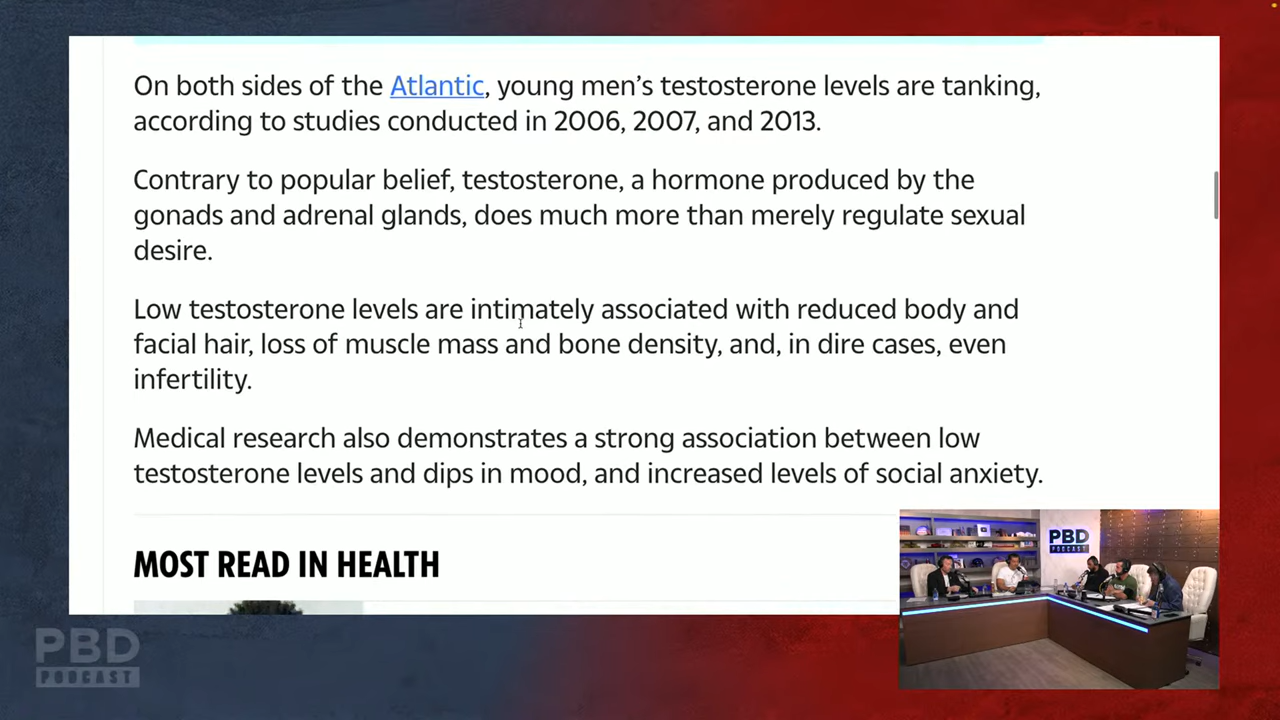 On both sides of the Atlantic, young men’s testosterone levels are tanking,
according to studies conducted in 2006, 2007, and 2013.
Contrary to popular belief, testosterone, a hormone produced by the
gonads and adrenal glands, does much more than merely regulate sexual
desire.
Low testosterone levels are intimately associated with reduced body and
facial hair, loss of muscle mass and bone density, and, in dire cases, even
infertility.
Medical research also demonstrates a strong association between low
testosterone levels and dips in mood, and increased levels of social anxiety.
MOST READ IN HEALTH
PBD
PODCAST
PBD
PODCAST